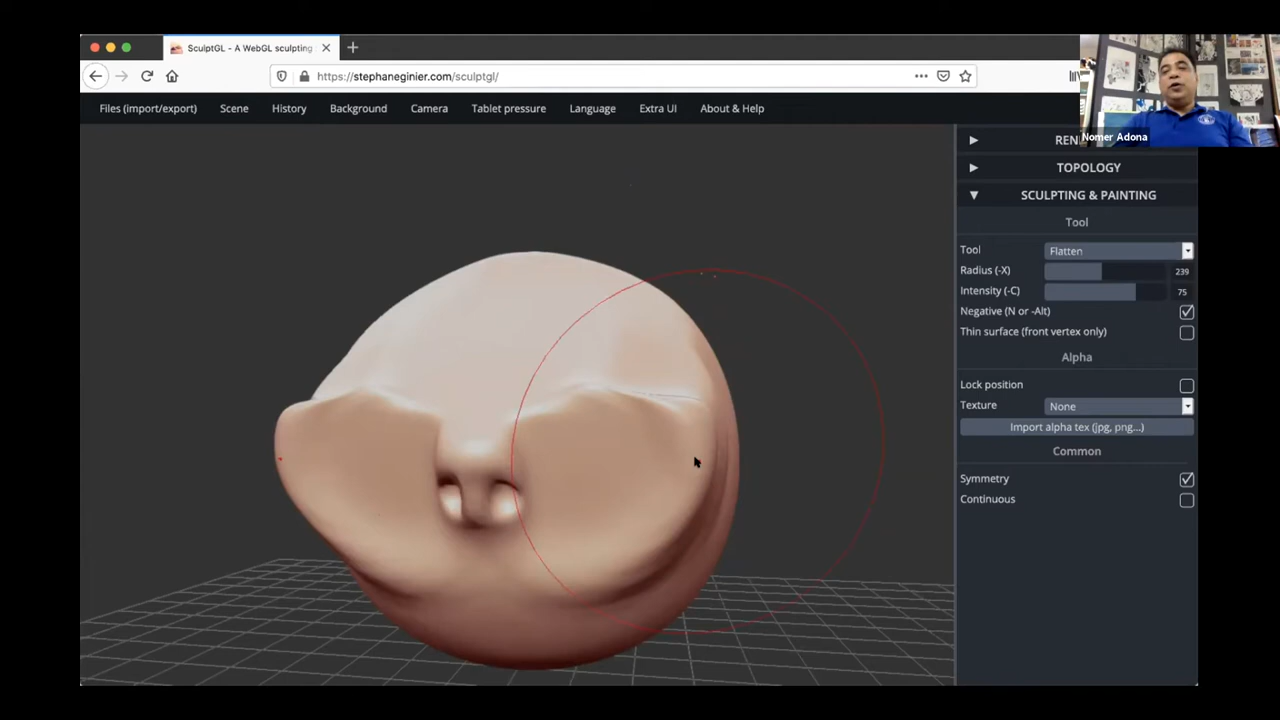 SculptGL - A WebGL sculpting
https://stephaneginier.com/sculptgl/
Files (import/export) Scene History Background Camera Tablet pressure Language Extra UI About & Help
Nomer Adona
TOPOLOGY
SCULPTING & PAINTING
Tool
Tool Flatten
Radius (-X) 239
Intensity (-C) 75
Negative (N or -Alt)
Thin surface (front vertex only)
Alpha
Lock position
Texture None
Import alpha tex (jpg, png...)
Common
Symmetry
Continuous